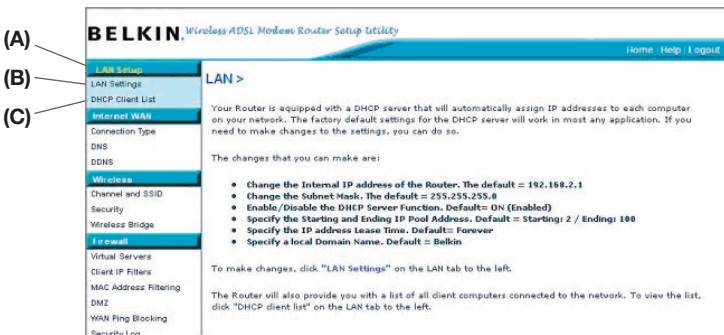 BELKIN. Wireless ADSL Modem Router Setup Utility
Home | Help | Logout
(A)
(B)
(C)
LAN Setup
LAN Settings
DHCP Client List
Internet WAN
Connection Type
DNS
DDNS
Wireless
Channel and SSID
Security
Wireless Bridge
Firewall
Virtual Servers
Client IP Filters
MAC Address Filtering
DMZ
WAN Ping Blocking
Security Log
LAN >
Your Router is equipped with a DHCP server that will automatically assign IP addresses to each computer
on your network. The factory default settings for the DHCP server will work in most any application. If you
need to make changes to the settings, you can do so.
The changes that you can make are:
• Change the Internal IP address of the Router. The default = 192.168.2.1
• Change the Subnet Mask. The default = 255.255.255.0
• Enable/Disable the DHCP Server Function. Default= ON (Enabled)
• Specify the Starting and Ending IP Pool Address. Default = Starting: 2 / Ending: 100
• Specify the IP address Lease Time. Default= Forever
• Specify a local Domain Name. Default = Belkin
To make changes, click "LAN Settings" on the LAN tab to the left.
The Router will also provide you with a list of all client computers connected to the network. To view the list,
click "DHCP client list" on the LAN tab to the left.